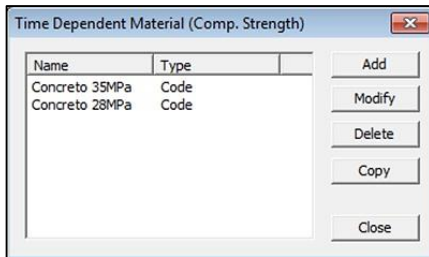 Time Dependent Material (Comp. Strength)
Name Type
Concreto 35MPa Code
Concreto 28MPa Code
Add
Modify
Delete
Copy
Close